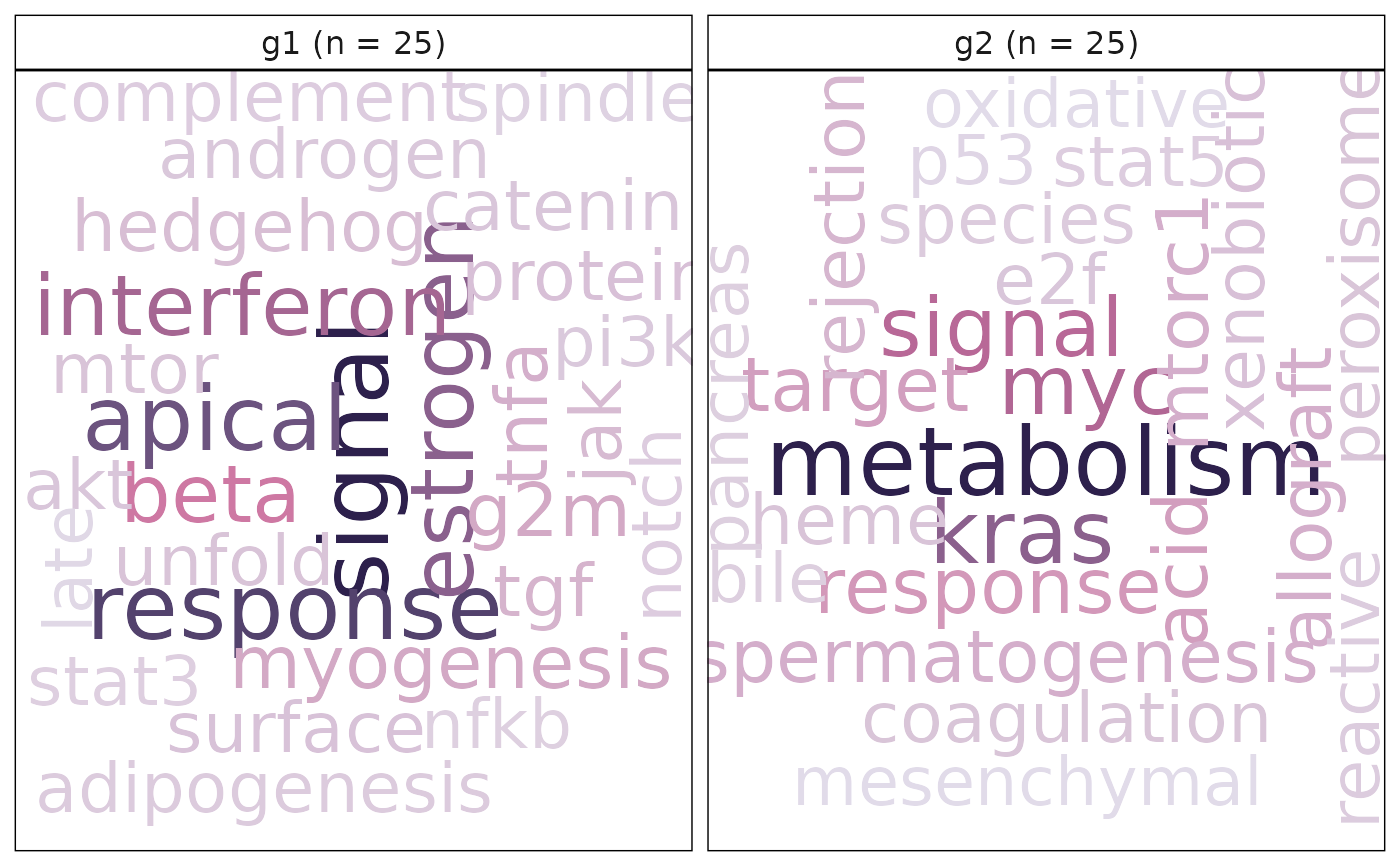 g1 (n = 25)
complement
spindle
androgen
catenin
hedgehog
protein
interferon
estrogen
signal
pi3k
mtor
tnfa
jak
apical
akt
beta
g2m
notch
late
unfold
tgf
response
myogenesis
stat3
surface
nfkb
adipogenesis
g2 (n = 25)
oxidative
rejection
xenobiotic
peroxisome
p53
stat5
species
mtorc1
pancreas
e2f
signal
target
myc
allograft
metabolism
heme
kras
acid
bile
response
spermatogenesis
reactive
coagulation
mesenchymal